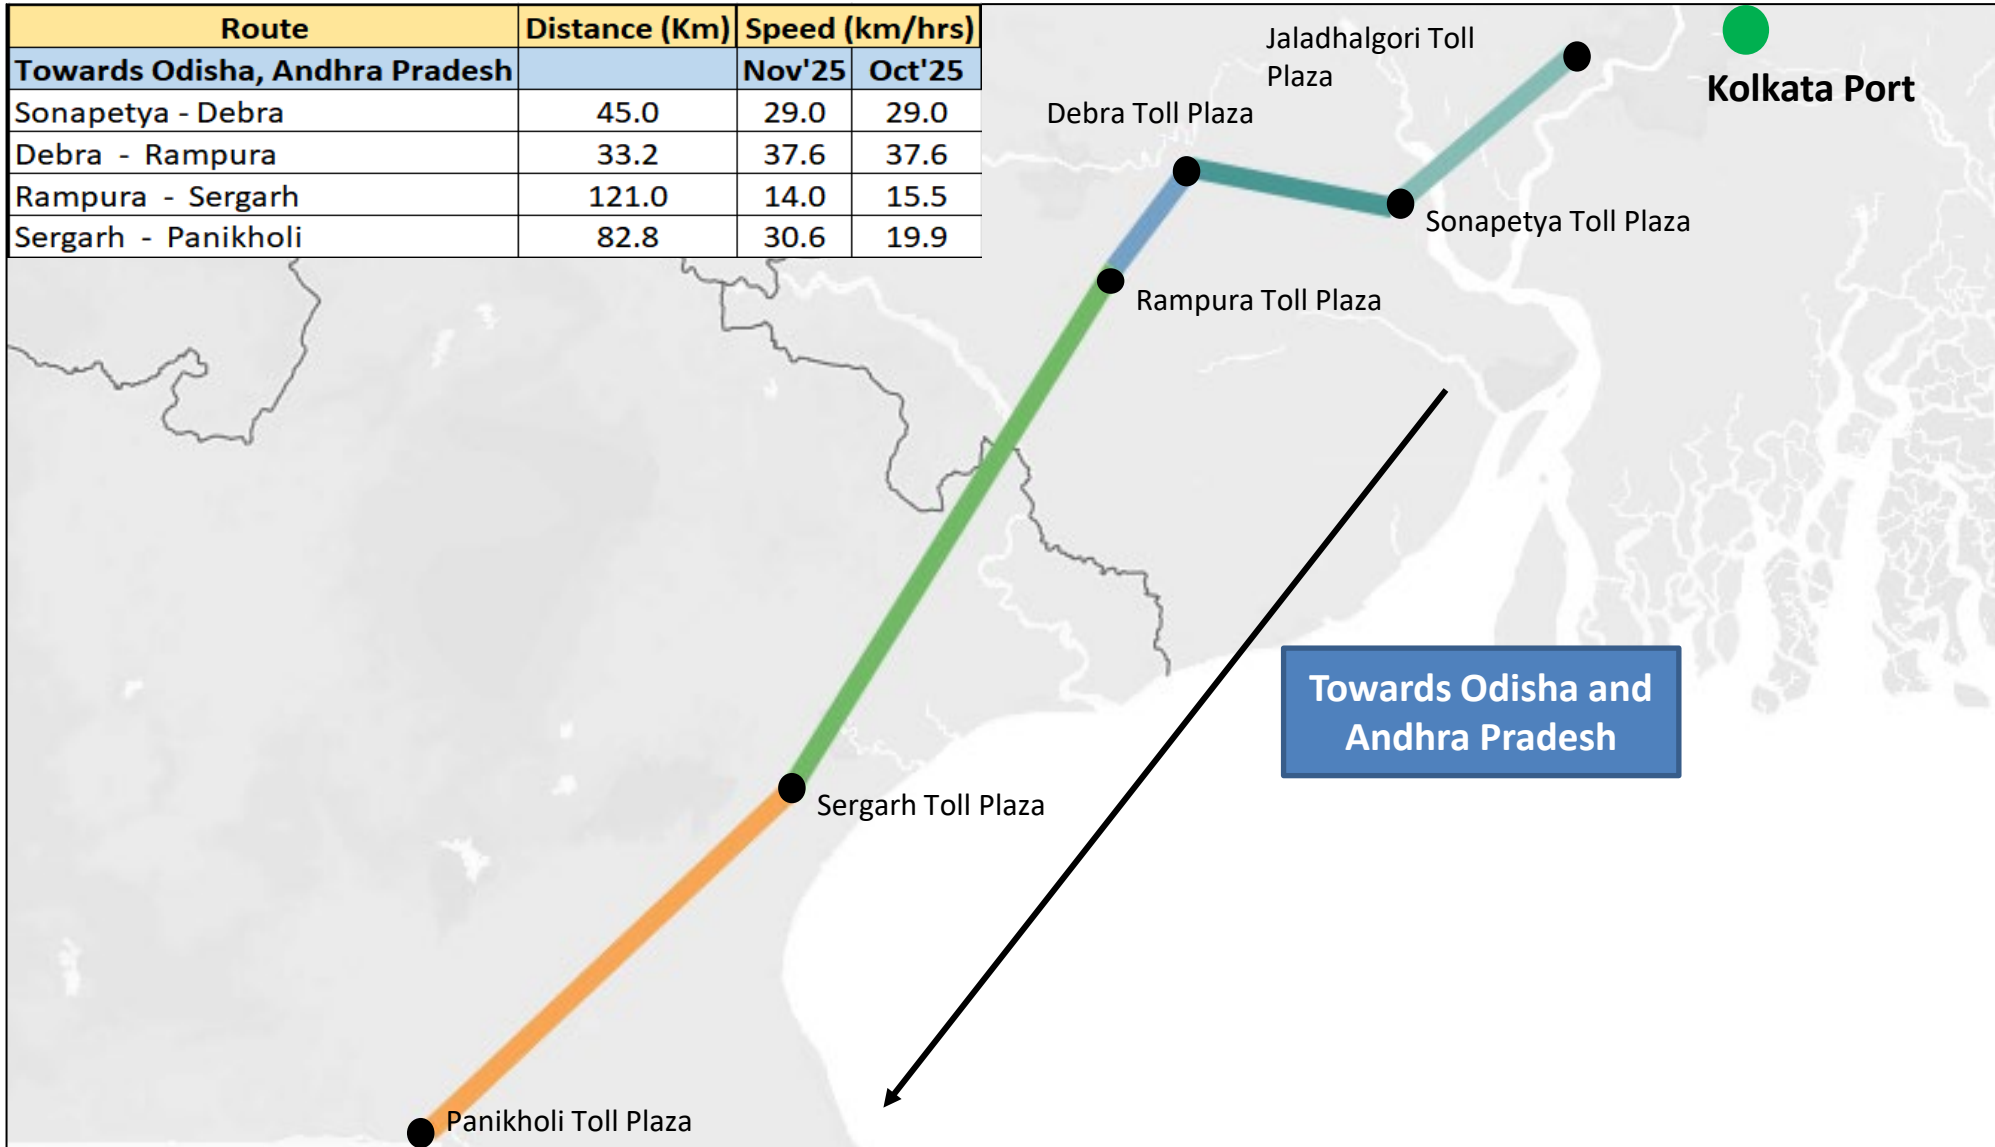 Route Distance (Km) Speed (km/hrs)
Towards Odisha, Andhra Pradesh Nov'25 Oct'25
Sonapetya - Debra 45.0 29.0 29.0
Debra - Rampura 33.2 37.6 37.6
Rampura - Sergarh 121.0 14.0 15.5
Sergarh - Panikholi 82.8 30.6 19.9
Jaladhalgori Toll
Plaza
Kolkata Port
Debra Toll Plaza
Sonapetya Toll Plaza
Rampura Toll Plaza
Towards Odisha and
Andhra Pradesh
Sergarh Toll Plaza
Panikholi Toll Plaza